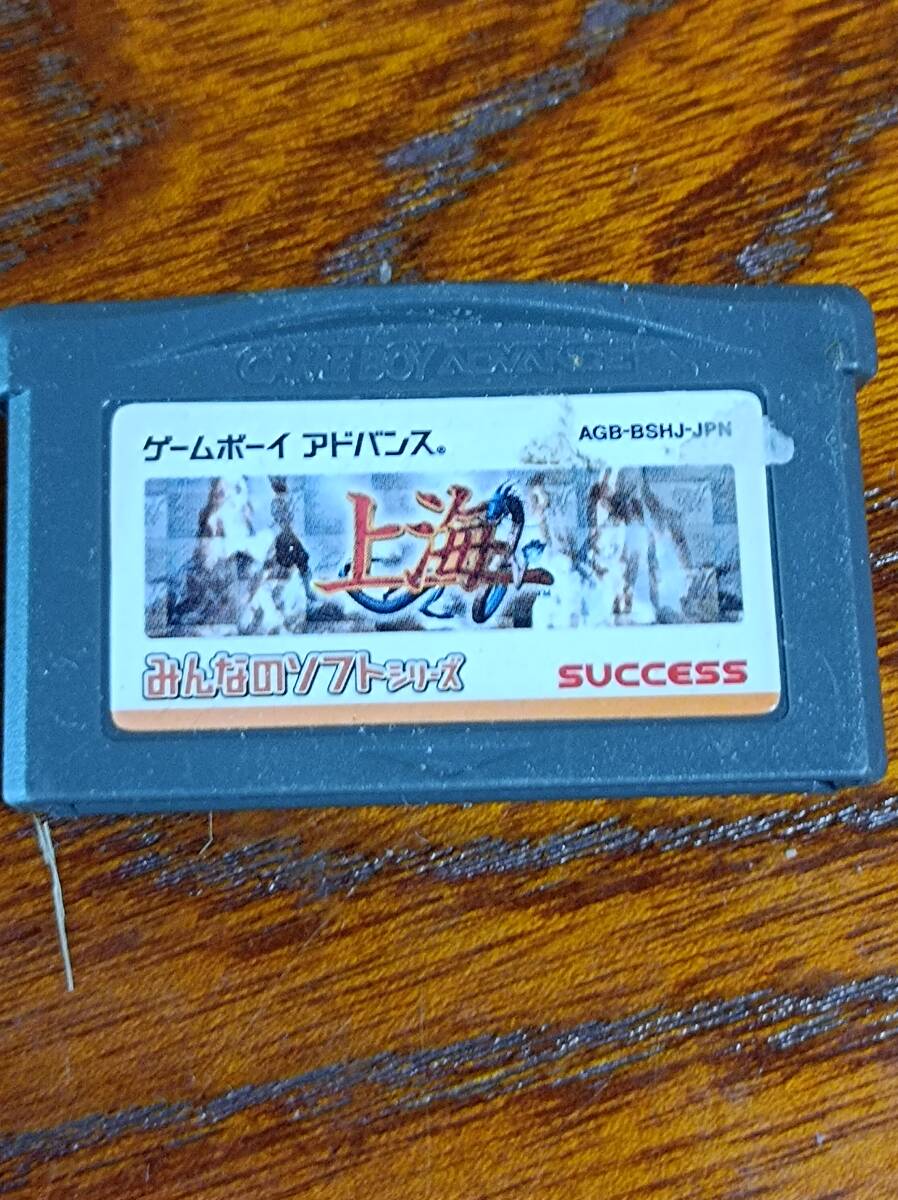 GAME BOY ADVANCE
ゲームボーイ アドバンス®
AGB-BSHJ-JPN
上海
みんなのソフトシリーズ
SUCCESS